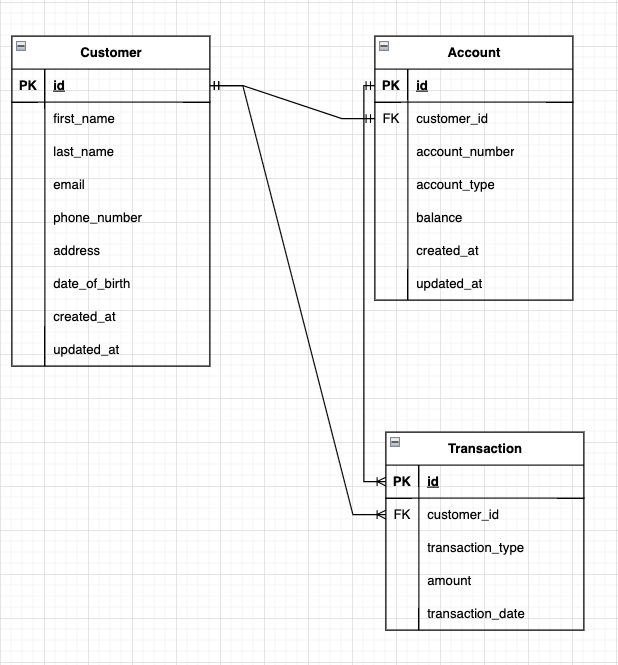 Customer
PK id
first_name
last_name
email
phone_number
address
date_of_birth
created_at
updated_at
Account
PK id
FK customer_id
account_number
account_type
balance
created_at
updated_at
Transaction
PK id
FK customer_id
transaction_type
amount
transaction_date